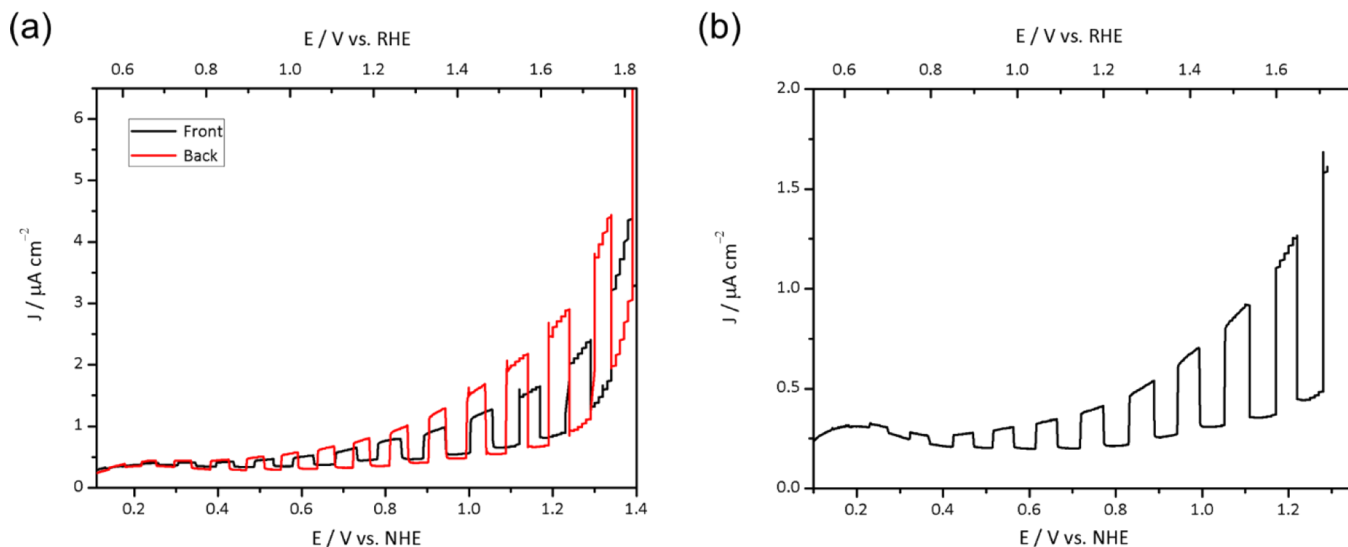 (a)
E / V vs. RHE
0.6 0.8 1.0 1.2 1.4 1.6 1.8
Front
Back
J / μA cm⁻²
6
5
4
3
2
1
0
0.2 0.4 0.6 0.8 1.0 1.2 1.4
E / V vs. NHE
(b)
E / V vs. RHE
0.6 0.8 1.0 1.2 1.4 1.6
J / μA cm⁻²
2.0
1.5
1.0
0.5
0.0
0.2 0.4 0.6 0.8 1.0 1.2
E / V vs. NHE